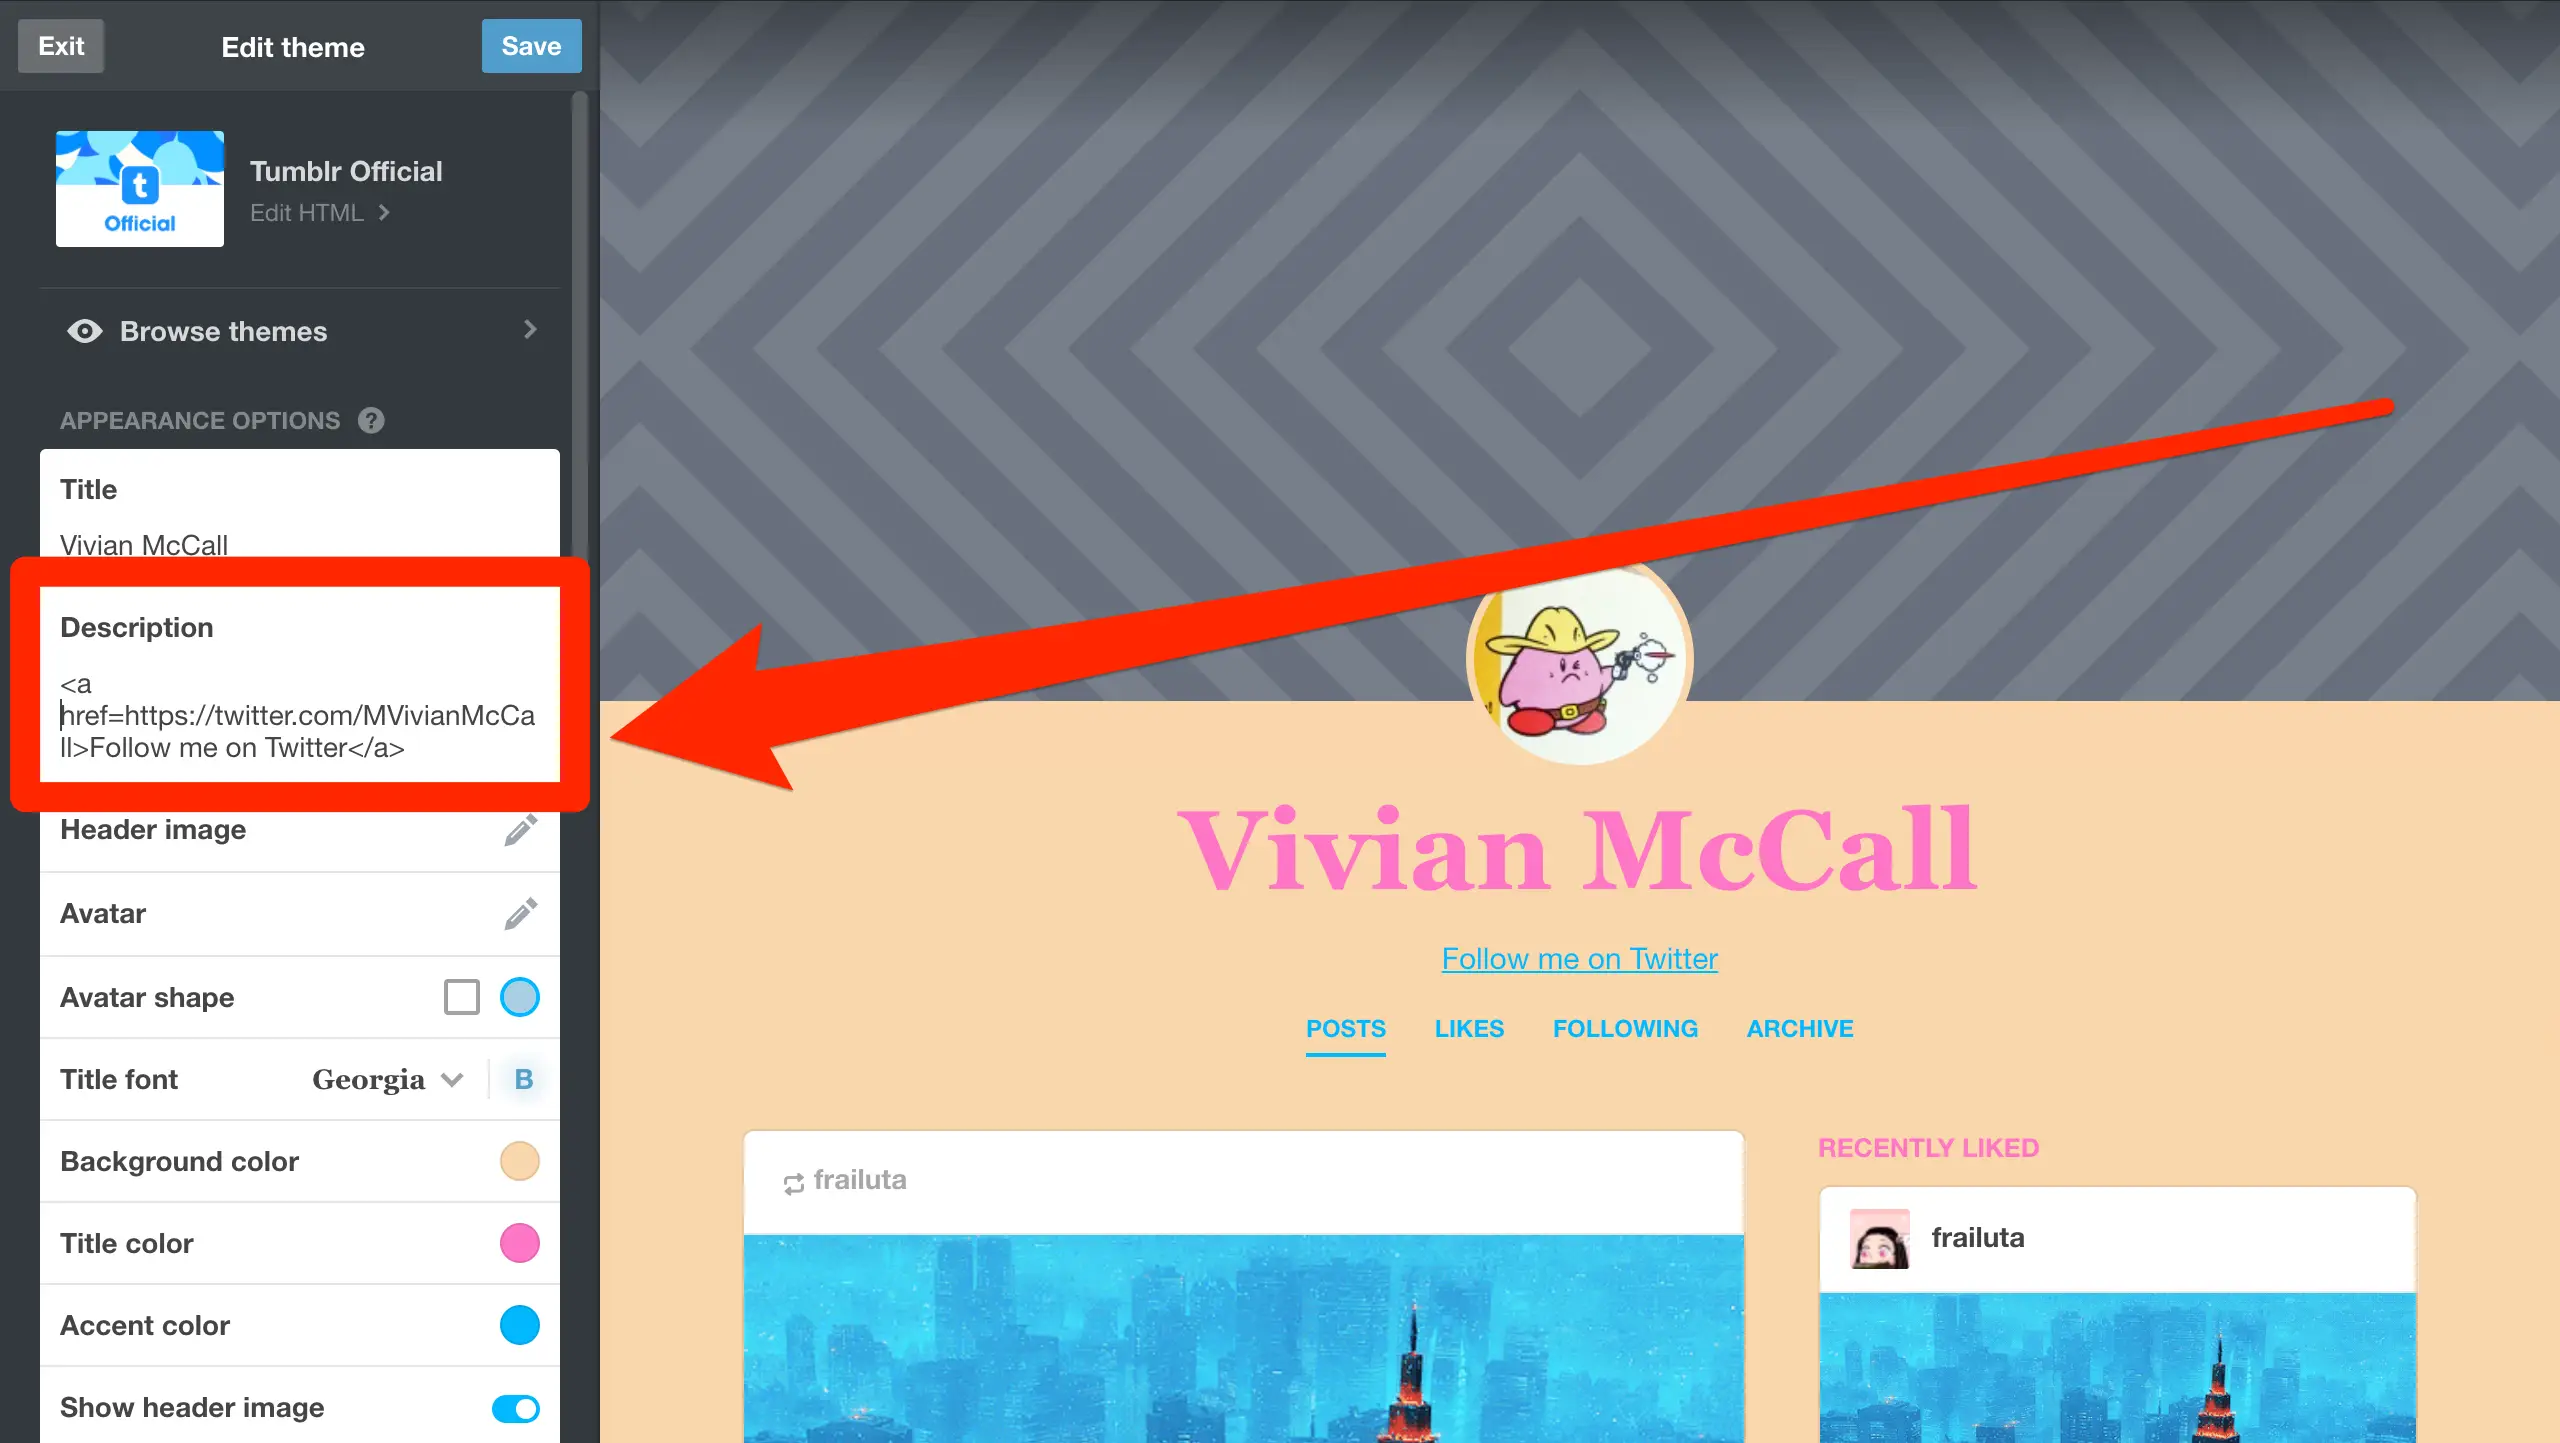 Exit
Edit theme
Save
t
Official
Tumblr Official
Edit HTML
Browse themes
APPEARANCE OPTIONS ?
Title
Vivian McCall
Description
<a
href=https://twitter.com/MVivianMcCa
ll>Follow me on Twitter</a>
Header image
Avatar
Avatar shape
Title font Georgia B
Background color
Title color
Accent color
Show header image
Vivian McCall
Follow me on Twitter
POSTS LIKES FOLLOWING ARCHIVE
frailuta
RECENTLY LIKED
frailuta